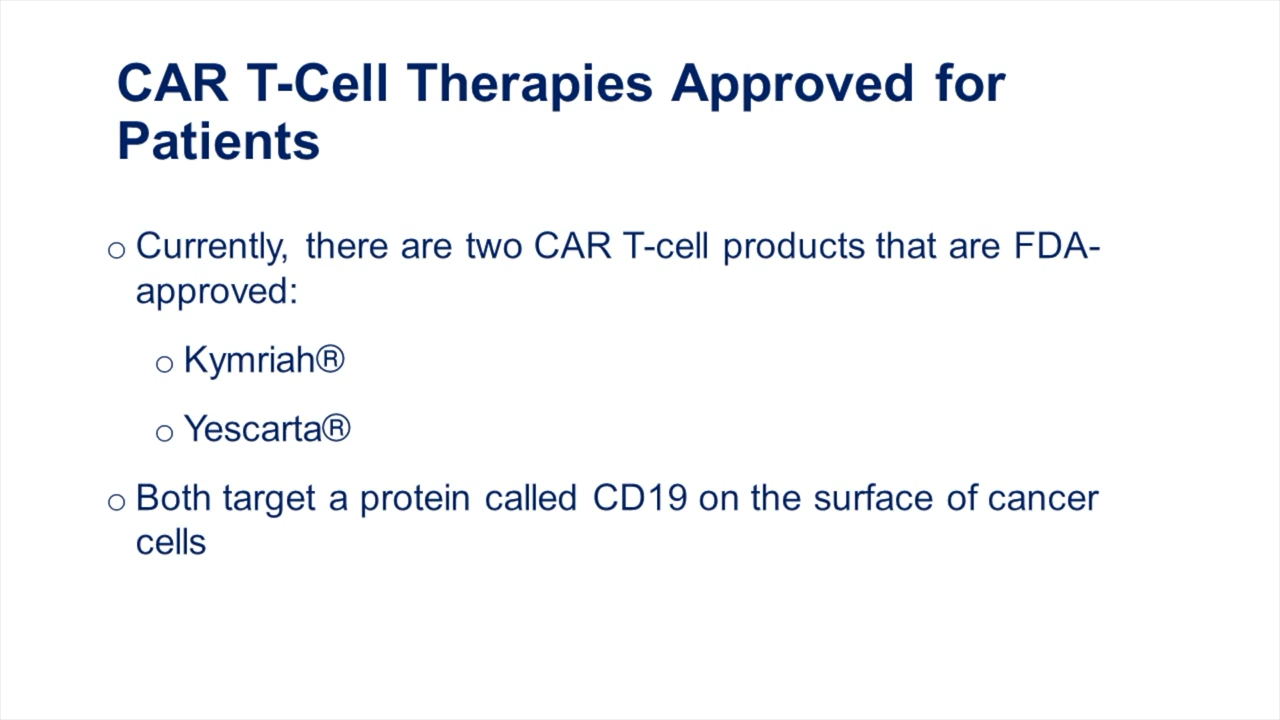 CAR T-Cell Therapies Approved for
Patients
o Currently, there are two CAR T-cell products that are FDA-
approved:
o Kymriah®
o Yescarta®
o Both target a protein called CD19 on the surface of cancer
cells